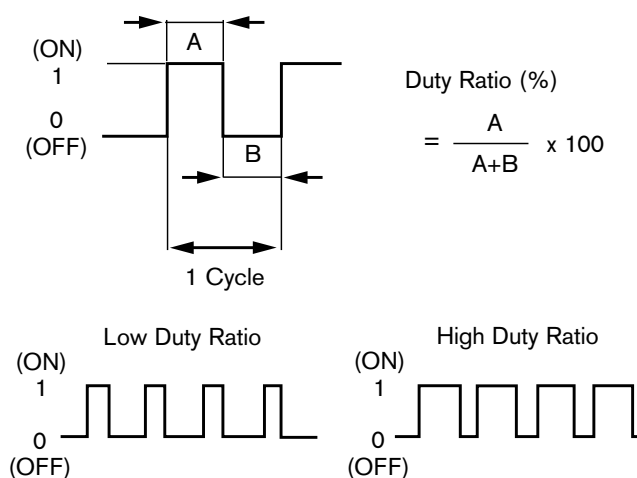 A
(ON)
1
0
(OFF)
B
1 Cycle
Duty Ratio (%)
= A
A+B x 100
Low Duty Ratio
(ON)
1
0
(OFF)
High Duty Ratio
(ON)
1
0
(OFF)